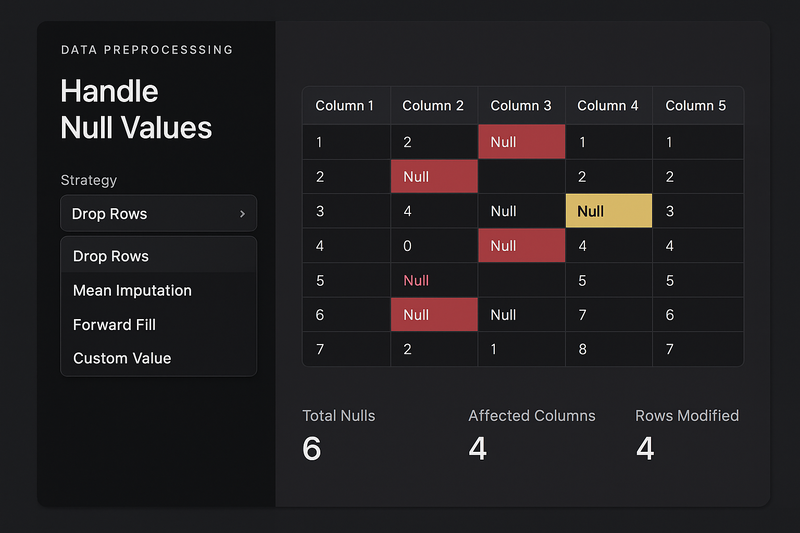 DATA PREPROCESSSING
Handle
Null Values
Strategy
Drop Rows
Drop Rows
Mean Imputation
Forward Fill
Custom Value
Column 1 Column 2 Column 3 Column 4 Column 5
1 2 Null 1 1
2 Null 2 2
3 4 Null Null 3
4 0 Null 4 4
5 Null 5 5
6 Null Null 7 6
7 2 1 8 7
Total Nulls Affected Columns Rows Modified
6 4 4